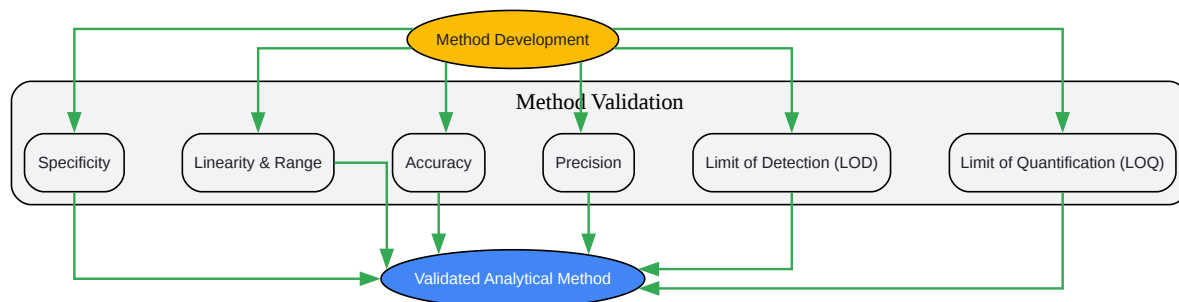 Method Development
Method Validation
Specificity
Linearity & Range
Accuracy
Precision
Limit of Detection (LOD)
Limit of Quantification (LOQ)
Validated Analytical Method